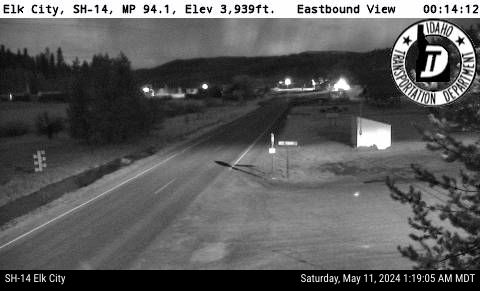 Elk City, SH-14, MP 94.1, Elev 3,939ft. Eastbound View 00:14:12
IDAHO
TRANSPORTATION DEPARTMENT
SH-14 Elk City Saturday, May 11, 2024 1:19:05 AM MDT